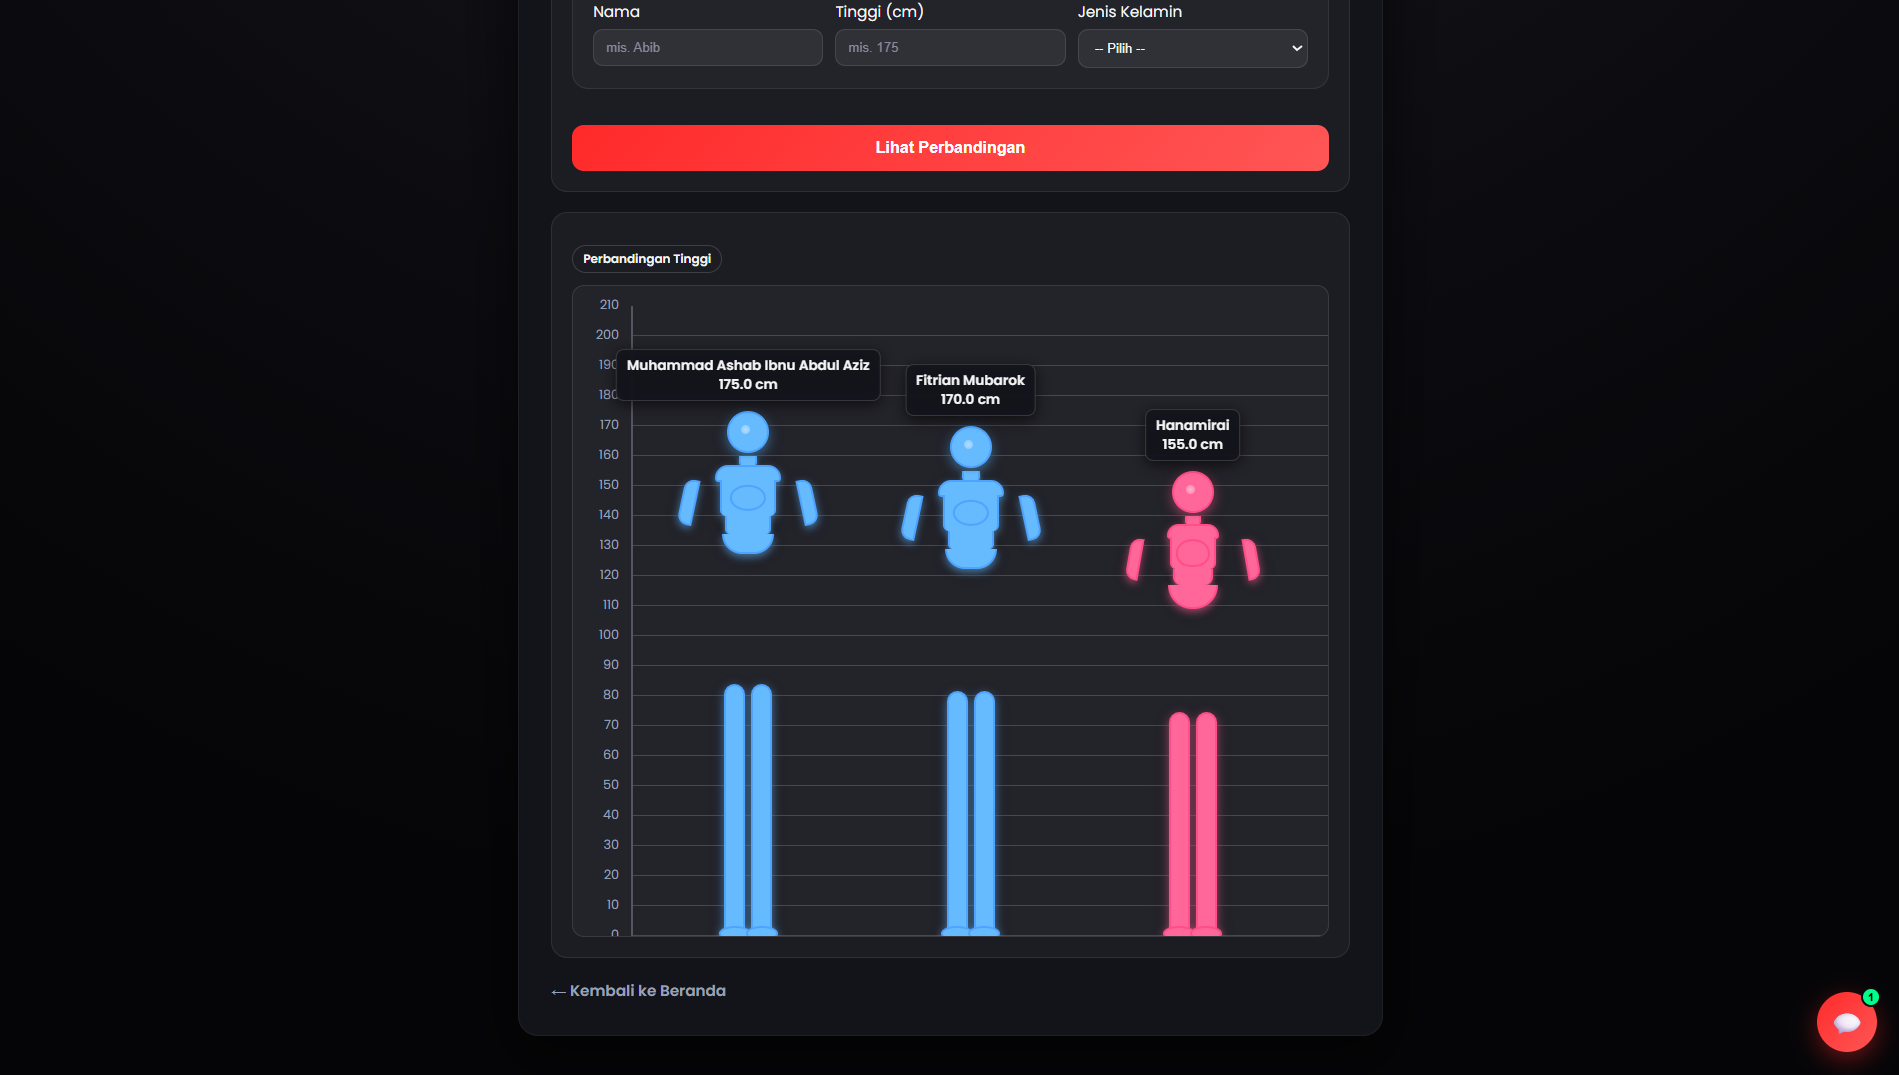 Nama Tinggi (cm) Jenis Kelamin
mis. Abib mis. 175 -- Pilih --
Lihat Perbandingan
Perbandingan Tinggi
210
200
190
180
170
160
150
140
130
120
110
100
90
80
70
60
50
40
30
20
10
0
Muhammad Ashab Ibnu Abdul Aziz
175.0 cm
Fitrian Mubarok
170.0 cm
Hanamirai
155.0 cm
← Kembali ke Beranda
1